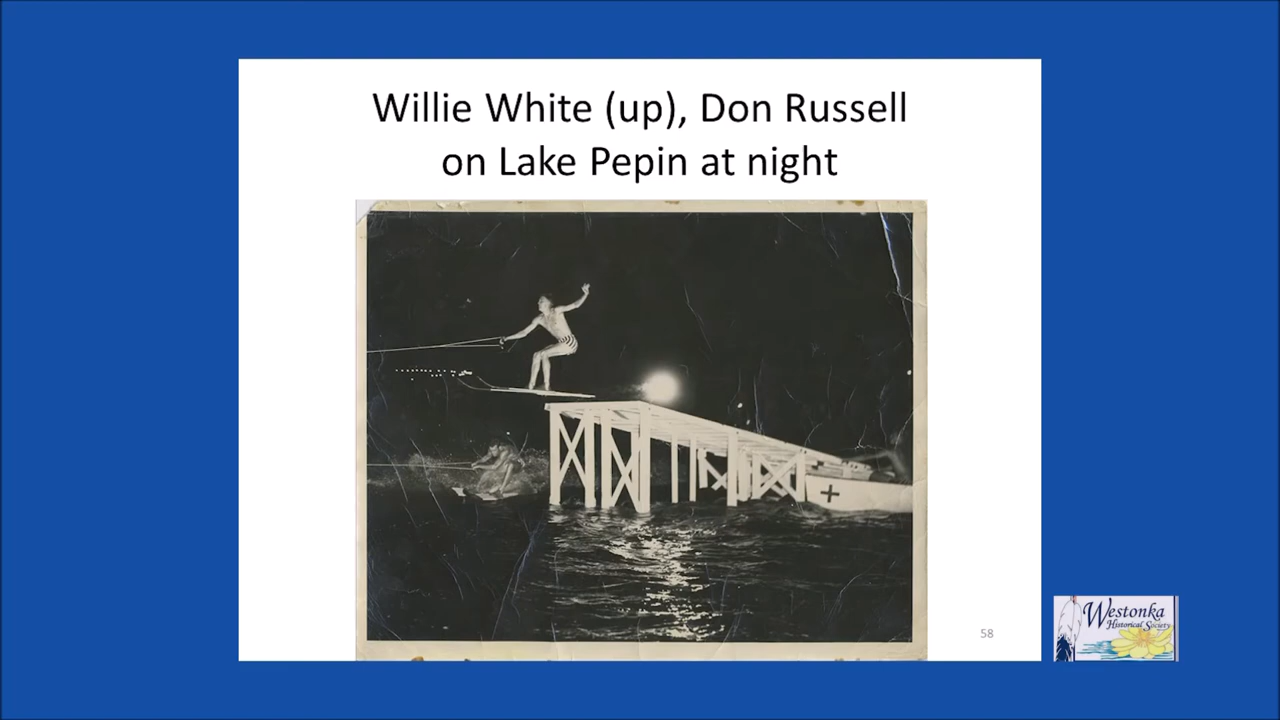 Willie White (up), Don Russell
on Lake Pepin at night
58
Westonka
Historical Society